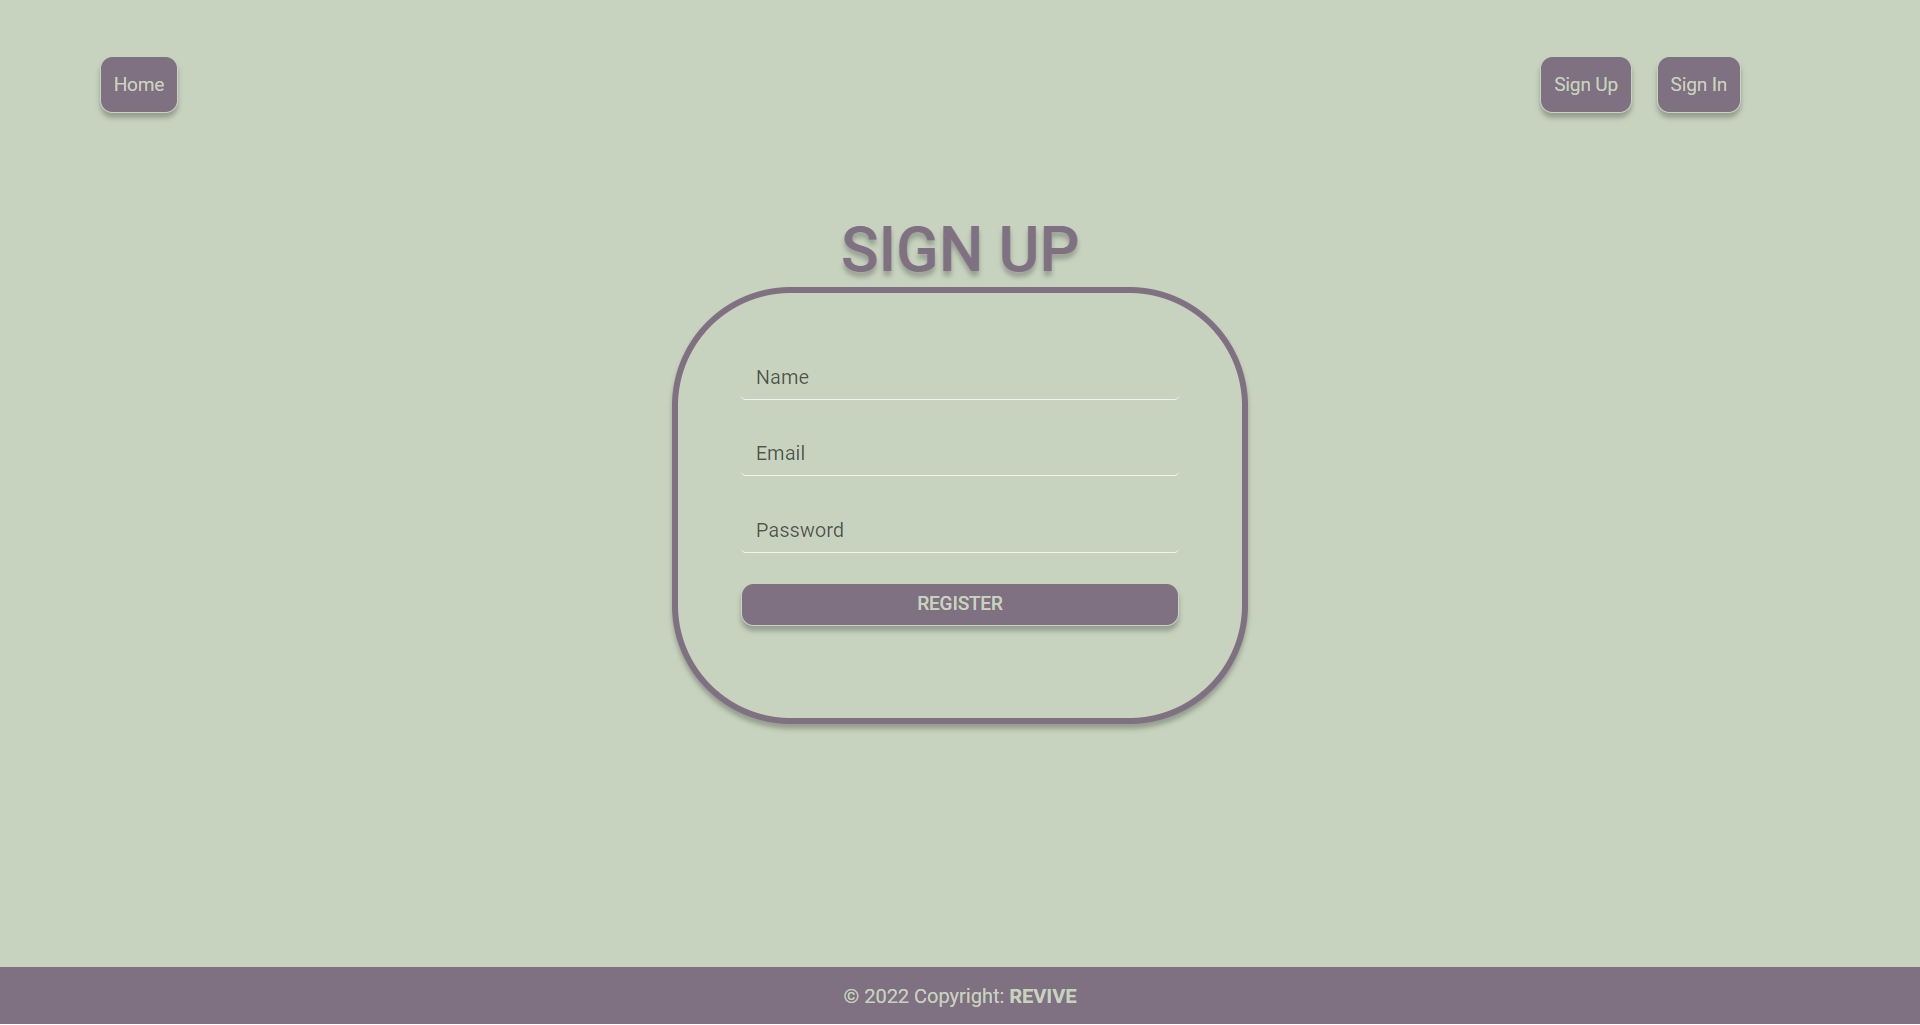 Home
Sign Up
Sign In
SIGN UP
Name
Email
Password
REGISTER
© 2022 Copyright: REVIVE